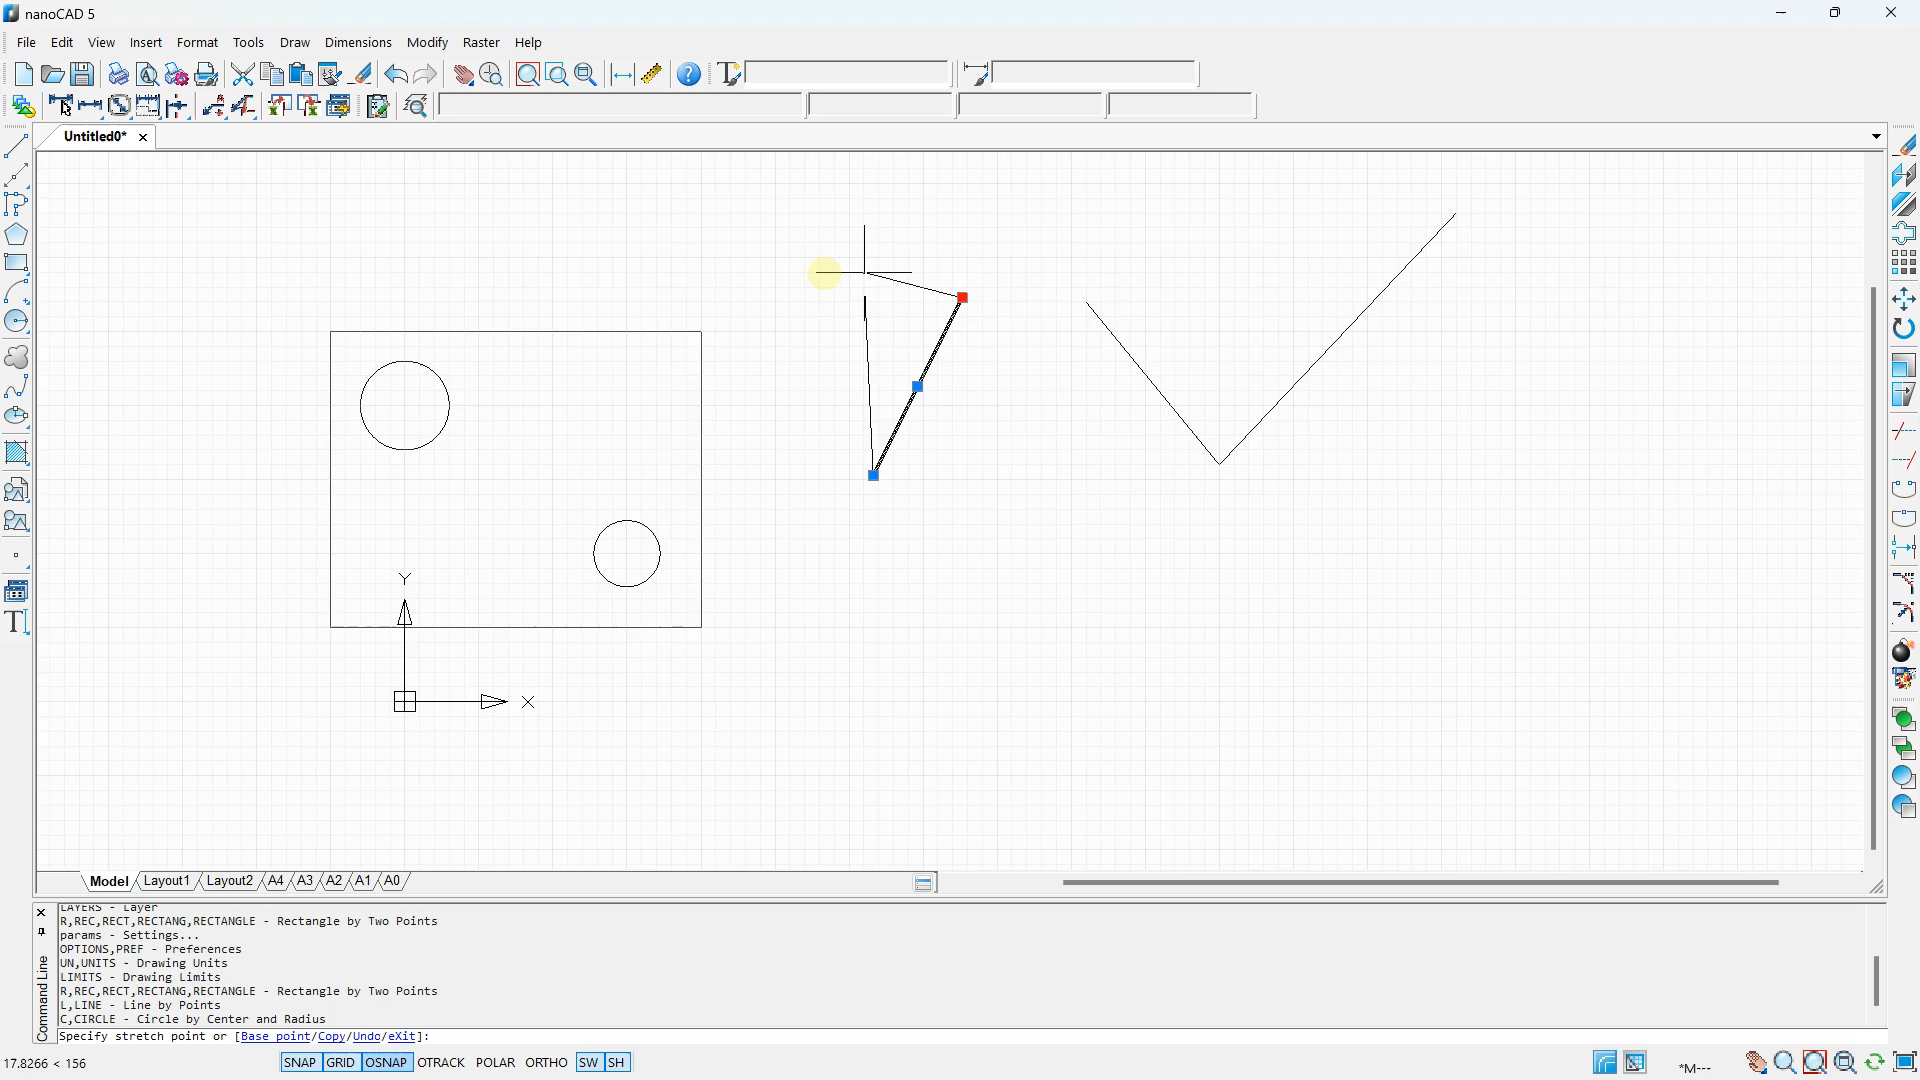 nanoCAD 5
File Edit View Insert Format Tools Draw Dimensions Modify Raster Help
Untitled0*
Y
X
Model Layout1 Layout2 A4 A3 A2 A1 A0
LAYERS - Layer
R,REC,RECT,RECTANG,RECTANGLE - Rectangle by Two Points
params - Settings...
OPTIONS,PREF - Preferences
UN,UNITS - Drawing Units
LIMITS - Drawing Limits
R,REC,RECT,RECTANG,RECTANGLE - Rectangle by Two Points
L,LINE - Line by Points
C,CIRCLE - Circle by Center and Radius
Command Line
Specify stretch point or [Base point/Copy/Undo/eXit]:
17.8266 < 156
SNAP GRID OSNAP OTRACK POLAR ORTHO SW SH
*M---